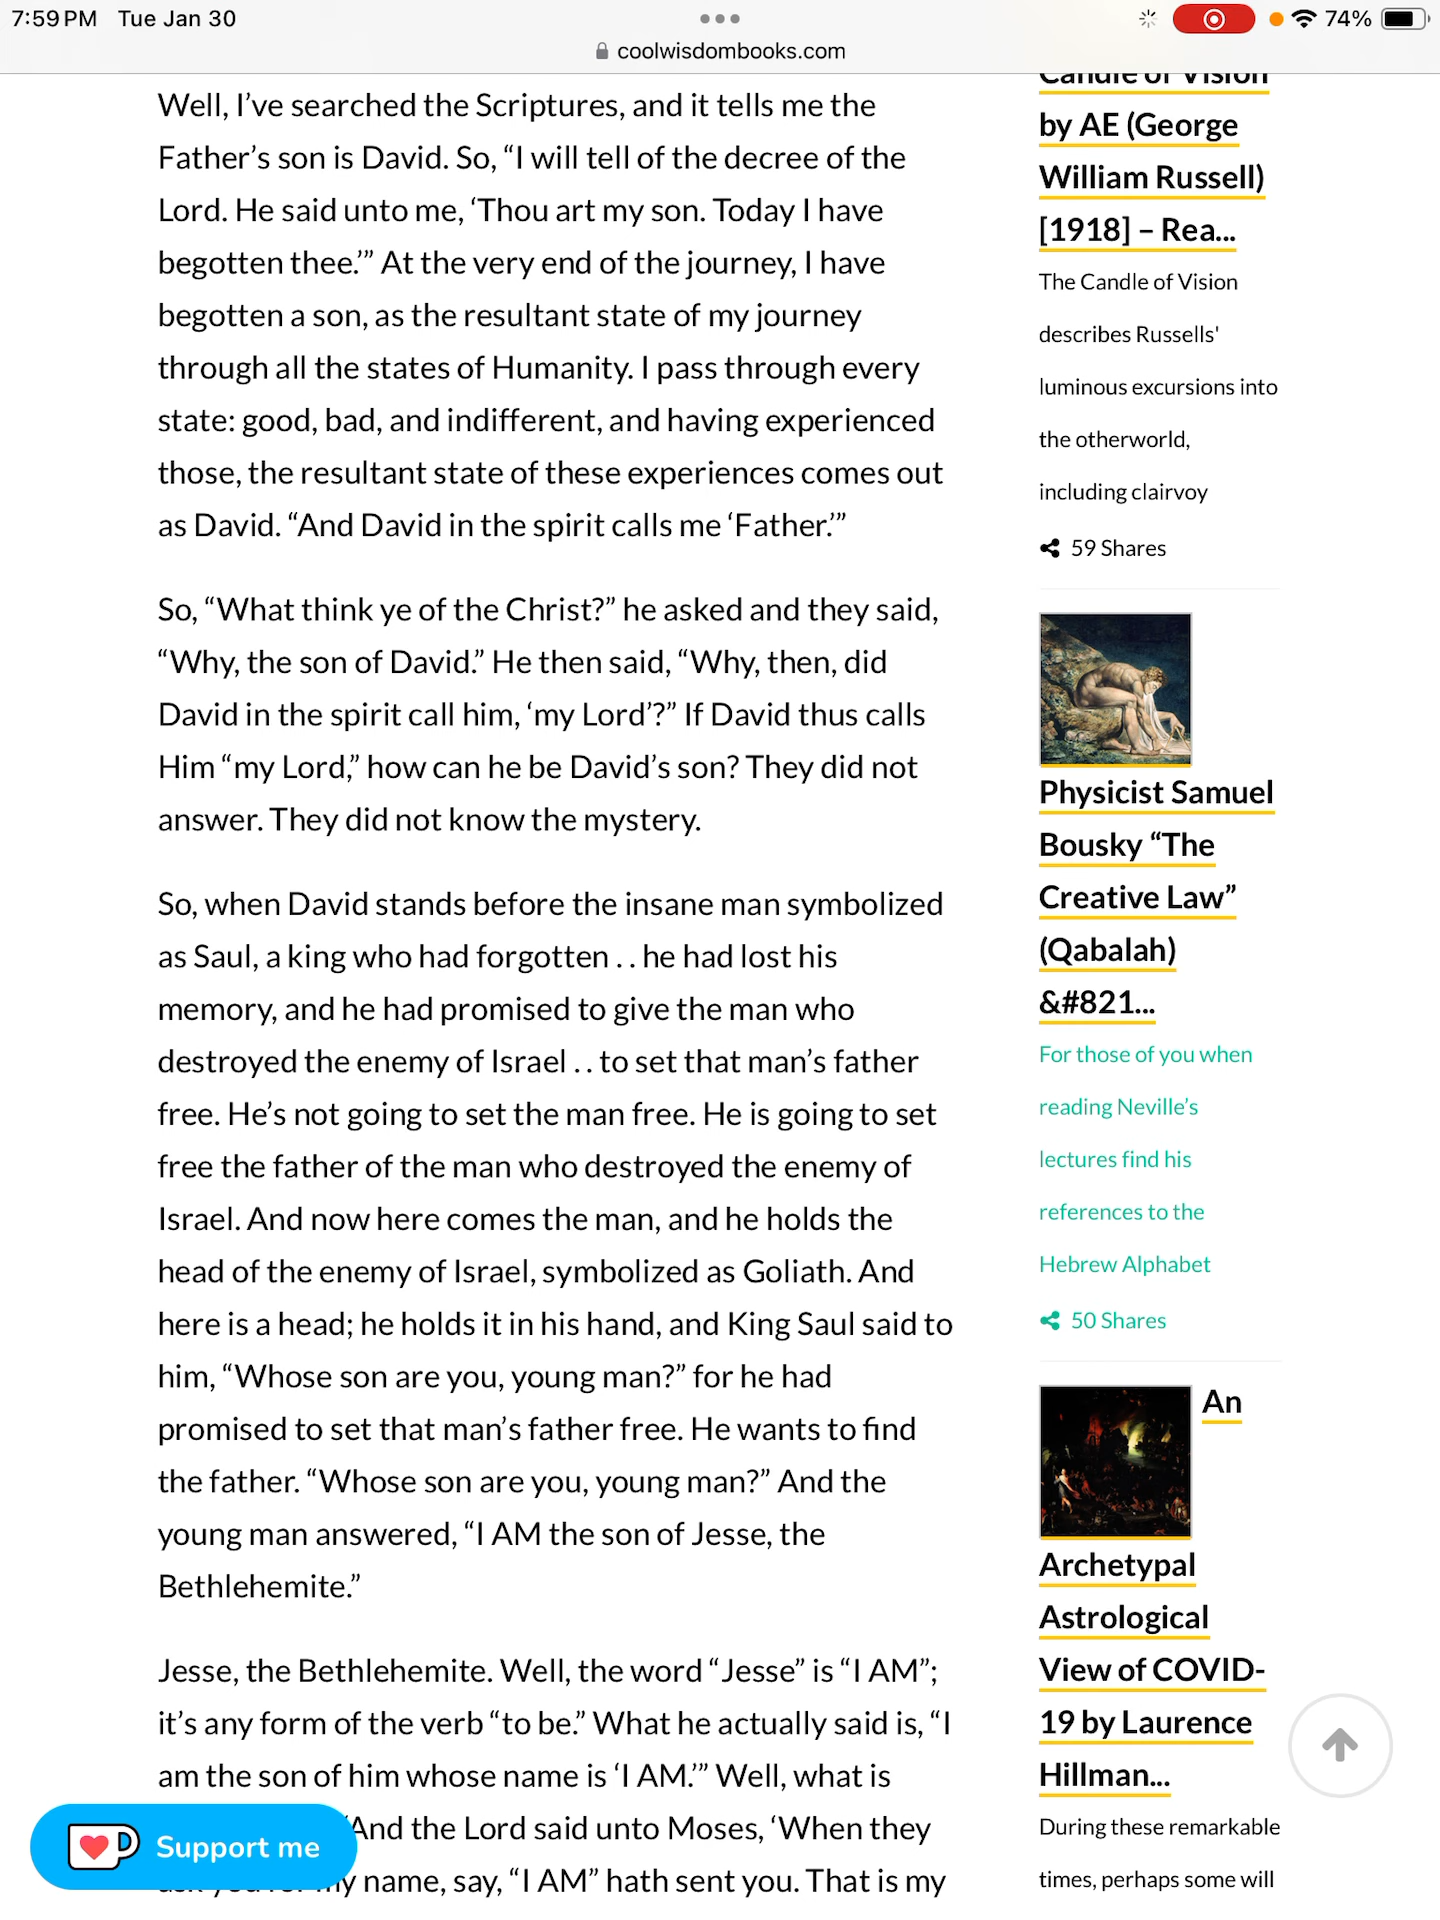 7:59 PM Tue Jan 30
74%
coolwisdombooks.com
Well, I’ve searched the Scriptures, and it tells me the
Father’s son is David. So, “I will tell of the decree of the
Lord. He said unto me, ‘Thou art my son. Today I have
begotten thee.’” At the very end of the journey, I have
begotten a son, as the resultant state of my journey
through all the states of Humanity. I pass through every
state: good, bad, and indifferent, and having experienced
those, the resultant state of these experiences comes out
as David. “And David in the spirit calls me ‘Father.’”
So, “What think ye of the Christ?” he asked and they said,
“Why, the son of David.” He then said, “Why, then, did
David in the spirit call him, ‘my Lord’?” If David thus calls
Him “my Lord,” how can he be David’s son? They did not
answer. They did not know the mystery.
So, when David stands before the insane man symbolized
as Saul, a king who had forgotten . . he had lost his
memory, and he had promised to give the man who
destroyed the enemy of Israel . . to set that man’s father
free. He’s not going to set the man free. He is going to set
free the father of the man who destroyed the enemy of
Israel. And now here comes the man, and he holds the
head of the enemy of Israel, symbolized as Goliath. And
here is a head; he holds it in his hand, and King Saul said to
him, “Whose son are you, young man?” for he had
promised to set that man’s father free. He wants to find
the father. “Whose son are you, young man?” And the
young man answered, “I AM the son of Jesse, the
Bethlehemite.”
Jesse, the Bethlehemite. Well, the word “Jesse” is “I AM”;
it’s any form of the verb “to be.” What he actually said is, “I
am the son of him whose name is ‘I AM.’” Well, what is
And the Lord said unto Moses, ‘When they
my name, say, “I AM” hath sent you. That is my
Support me
Candle of Vision
by AE (George
William Russell)
[1918] – Rea...
The Candle of Vision
describes Russells'
luminous excursions into
the otherworld,
including clairvoy
59 Shares
Physicist Samuel
Bousky “The
Creative Law”
(Qabalah)
&#821...
For those of you when
reading Neville’s
lectures find his
references to the
Hebrew Alphabet
50 Shares
An
Archetypal
Astrological
View of COVID-
19 by Laurence
Hillman...
During these remarkable
times, perhaps some will